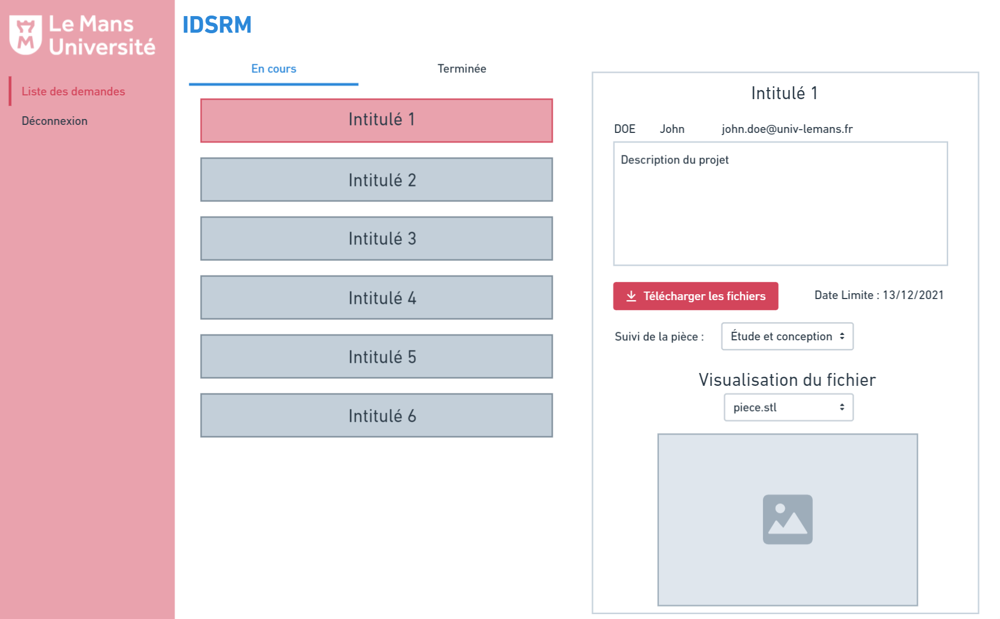 Le Mans
Université
Liste des demandes
Déconnexion
IDSRM
En cours
Terminée
Intitulé 1
Intitulé 2
Intitulé 3
Intitulé 4
Intitulé 5
Intitulé 6
Intitulé 1
DOE John john.doe@univ-lemans.fr
Description du projet
Télécharger les fichiers
Date Limite : 13/12/2021
Suivi de la pièce : Étude et conception
Visualisation du fichier
piece.stl